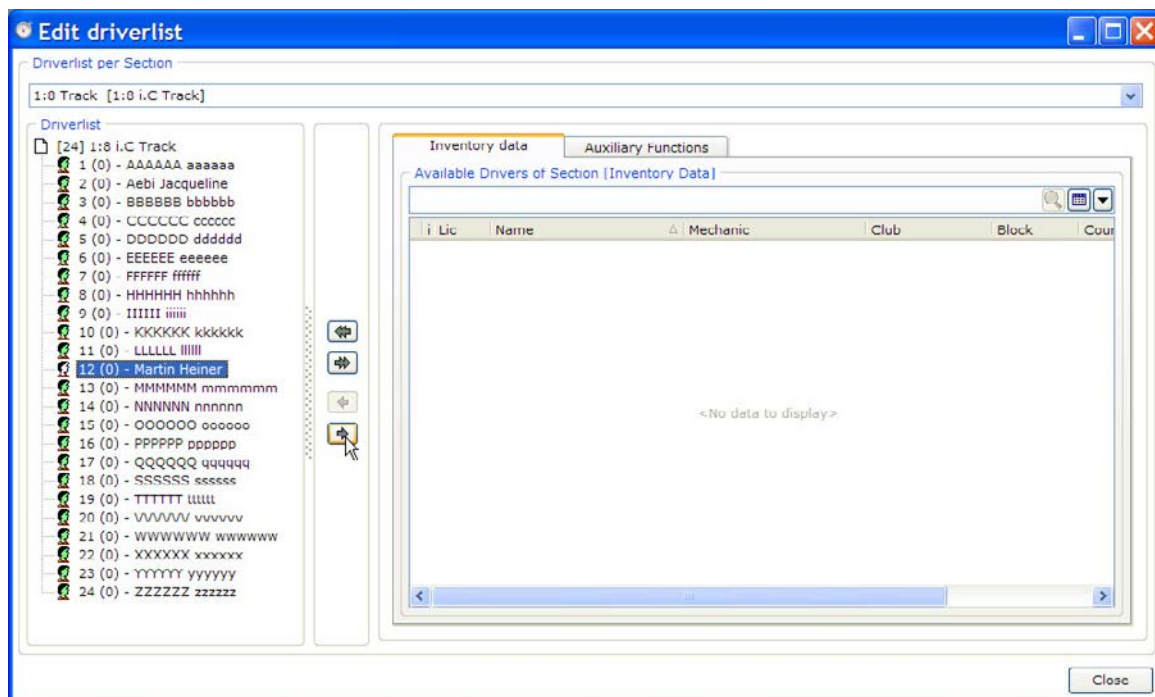 Edit driverlist
Driverlist per Section
1:8 Track [1:8 i.C Track]
Driverlist
[24] 1:8 i.C Track
1 (0) - AAAAAA aaaaaa
2 (0) - Aebi Jacqueline
3 (0) - BBBBBB bbbbbb
4 (0) - CCCCCC cccccc
5 (0) - DDDDDD dddddd
6 (0) - EEEEEE eeeeee
7 (0) - FFFFFF ffffff
8 (0) - HHHHHH hhhhhh
9 (0) - IIIIII iiiiii
10 (0) - KKKKKK kkkkkk
11 (0) - LLLLLL llllll
12 (0) - Martin Heiner
13 (0) - MMMMMM mmmmmm
14 (0) - NNNNNN nnnnnn
15 (0) - OOOOOO oooooo
16 (0) - PPPPPP pppppp
17 (0) - QQQQQQ qqqqqq
18 (0) - SSSSSS ssssss
19 (0) - TTTTTT tttttt
20 (0) - VVVVVV vvvvvv
21 (0) - WWWWWW wwwwww
22 (0) - XXXXXX xxxxxx
23 (0) - YYYYYY yyyyyy
24 (0) - ZZZZZZ zzzzzz
Inventory data Auxiliary Functions
Available Drivers of Section [Inventory Data]
i Lic Name Mechanic Club Block Cour
<No data to display>
Close